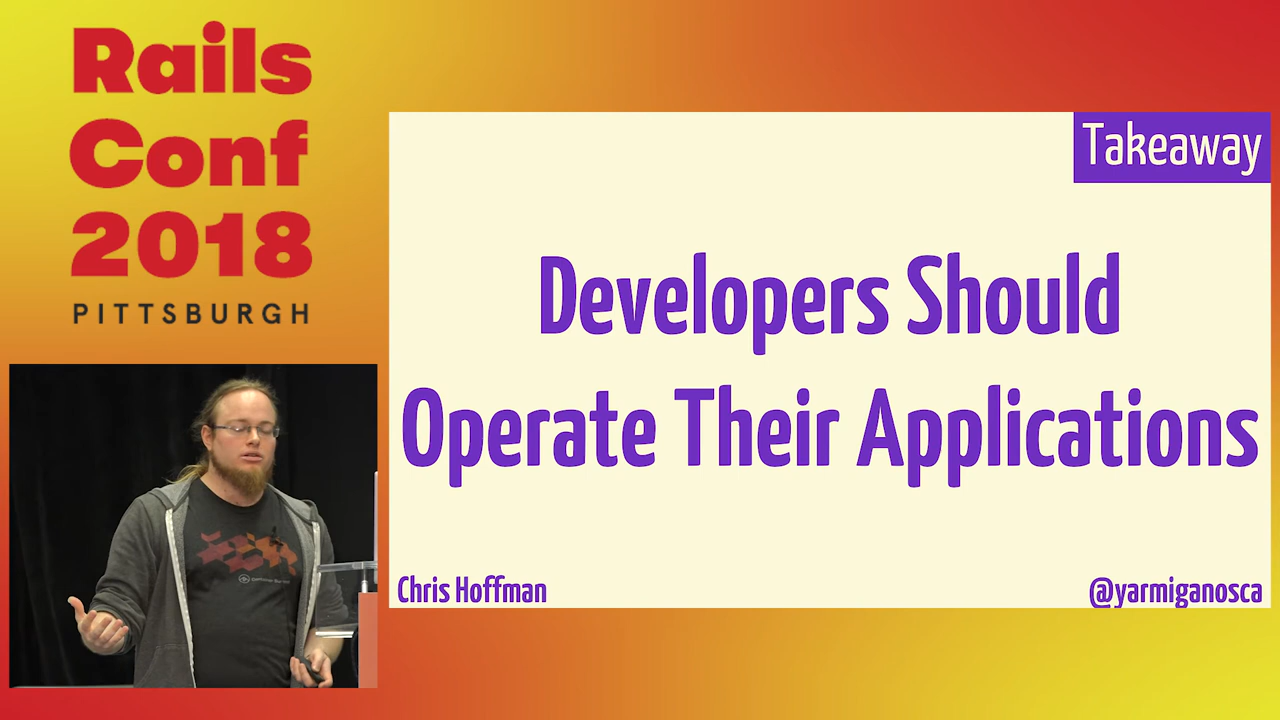 Rails
Conf
2018
PITTSBURGH
Takeaway
Developers Should
Operate Their Applications
Chris Hoffman
@yarmiganosca